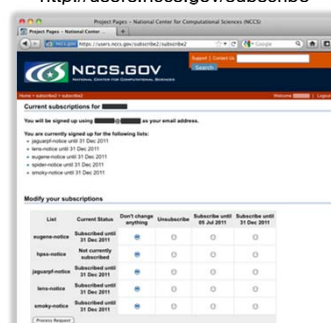 http://users.nccs.gov/subscribe
Project Pages - National Center for Computational Sciences (NCCS)
Project Pages - National Center ...
https://users.nccs.gov/subscribe2/subscribe2
Google
Support | Contact Us
Search
NCCS.GOV
NATIONAL CENTER FOR COMPUTATIONAL SCIENCES
Home » subscribe2 » subscribe2
Welcome
Logout
Current subscriptions for
You will be signed up using @ as your email address.
You are currently signed up for the following lists:
jaguarpf-notice until 31 Dec 2011
lens-notice until 31 Dec 2011
eugene-notice until 31 Dec 2011
spider-notice until 31 Dec 2011
smoky-notice until 31 Dec 2011
Modify your subscriptions
List Current Status Don't change anything Unsubscribe Subscribe until 05 Jul 2011 Subscribe until 31 Dec 2011
eugene-notice Subscribed until 31 Dec 2011
hpss-notice Not currently subscribed
jaguarpf-notice Subscribed until 31 Dec 2011
lens-notice Subscribed until 31 Dec 2011
smoky-notice Subscribed until 31 Dec 2011
Process Request